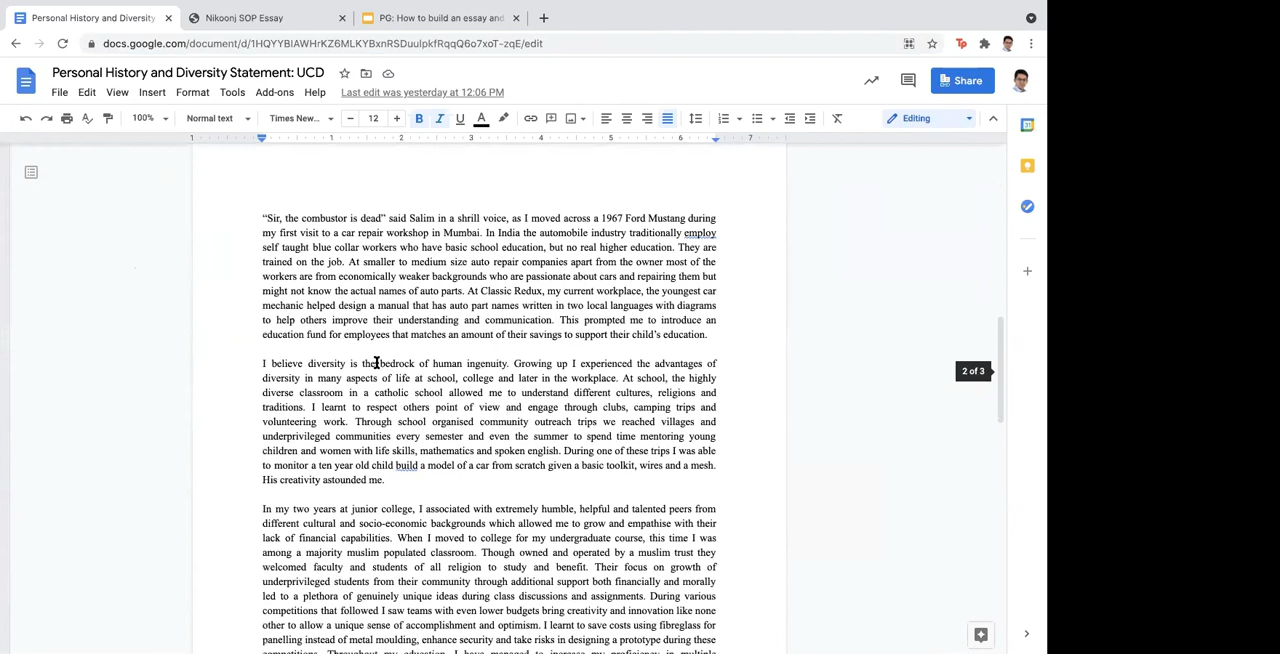 Personal History and Diversity
Nikoonj SOP Essay
PG: How to build an essay and
docs.google.com/document/d/1HQYYBIAWHrKZ6MLKYBxnRSDuulpkfRqqQ6o7xoT-zqE/edit
Personal History and Diversity Statement: UCD
File Edit View Insert Format Tools Add-ons Help Last edit was yesterday at 12:06 PM
Share
100% Normal text Times New... 12 B I U A Editing
1 1 2 3 4 5 6 7
“Sir, the combustor is dead” said Salim in a shrill voice, as I moved across a 1967 Ford Mustang during
my first visit to a car repair workshop in Mumbai. In India the automobile industry traditionally employ
self taught blue collar workers who have basic school education, but no real higher education. They are
trained on the job. At smaller to medium size auto repair companies apart from the owner most of the
workers are from economically weaker backgrounds who are passionate about cars and repairing them but
might not know the actual names of auto parts. At Classic Redux, my current workplace, the youngest car
mechanic helped design a manual that has auto part names written in two local languages with diagrams
to help others improve their understanding and communication. This prompted me to introduce an
education fund for employees that matches an amount of their savings to support their child’s education.
I believe diversity is the bedrock of human ingenuity. Growing up I experienced the advantages of
diversity in many aspects of life at school, college and later in the workplace. At school, the highly
diverse classroom in a catholic school allowed me to understand different cultures, religions and
traditions. I learnt to respect others point of view and engage through clubs, camping trips and
volunteering work. Through school organised community outreach trips we reached villages and
underprivileged communities every semester and even the summer to spend time mentoring young
children and women with life skills, mathematics and spoken english. During one of these trips I was able
to monitor a ten year old child build a model of a car from scratch given a basic toolkit, wires and a mesh.
His creativity astounded me.
2 of 3
In my two years at junior college, I associated with extremely humble, helpful and talented peers from
different cultural and socio-economic backgrounds which allowed me to grow and empathise with their
lack of financial capabilities. When I moved to college for my undergraduate course, this time I was
among a majority muslim populated classroom. Though owned and operated by a muslim trust they
welcomed faculty and students of all religion to study and benefit. Their focus on growth of
underprivileged students from their community through additional support both financially and morally
led to a plethora of genuinely unique ideas during class discussions and assignments. During various
competitions that followed I saw teams with even lower budgets bring creativity and innovation like none
other to allow a unique sense of accomplishment and optimism. I learnt to save costs using fibreglass for
panelling instead of metal moulding, enhance security and take risks in designing a prototype during these
competitions. Throughout my education, I have managed to increase my proficiency in multiple